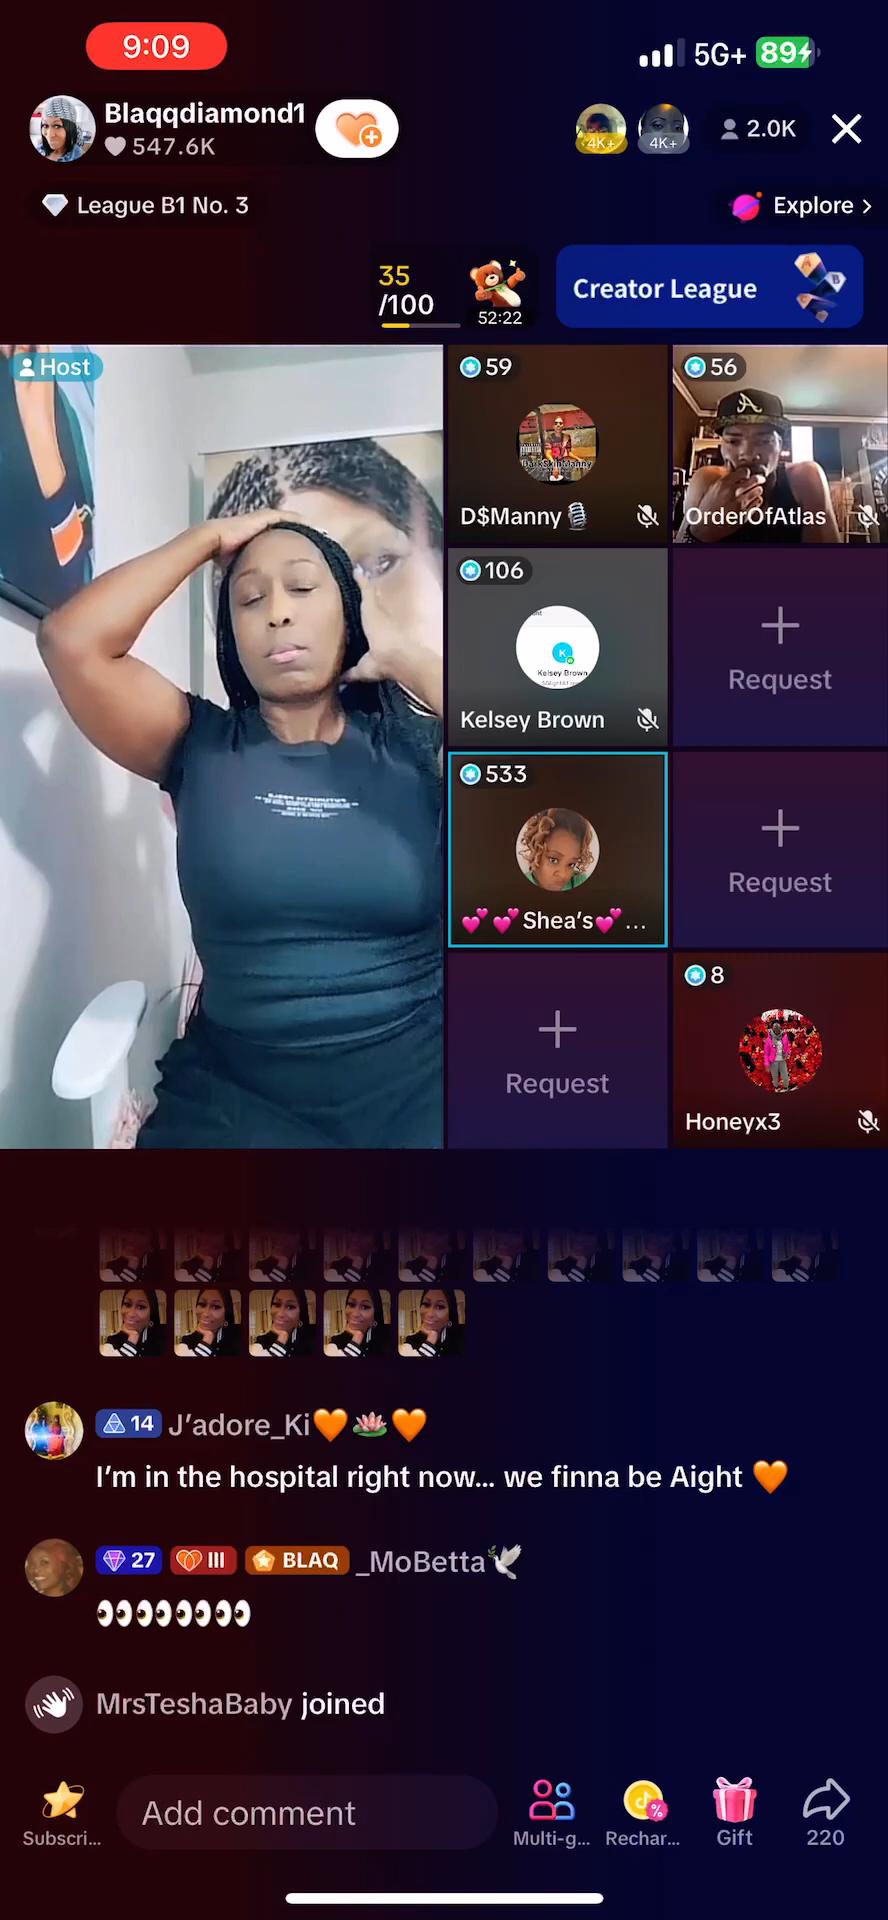 9:09
5G+ 89
Blaqqdiamond1
547.6K
4K+
4K+
2.0K
League B1 No. 3
Explore >
35
/100
52:22
Creator League
Host
59
56
DarkSkinManny
D$Manny🎙️
OrderOfAtlas
106
K
Kelsey Brown
Request
Kelsey Brown
533
Request
💕💕Shea's💕...
8
Request
Honeyx3
14 J'adore_Ki🧡🪷🧡
I'm in the hospital right now... we finna be Aight 🧡
27 III BLAQ _MoBetta🕊️
👀👀👀👀
MrsTeshaBaby joined
Add comment
Subscri...
Multi-g...
Rechar...
Gift
220